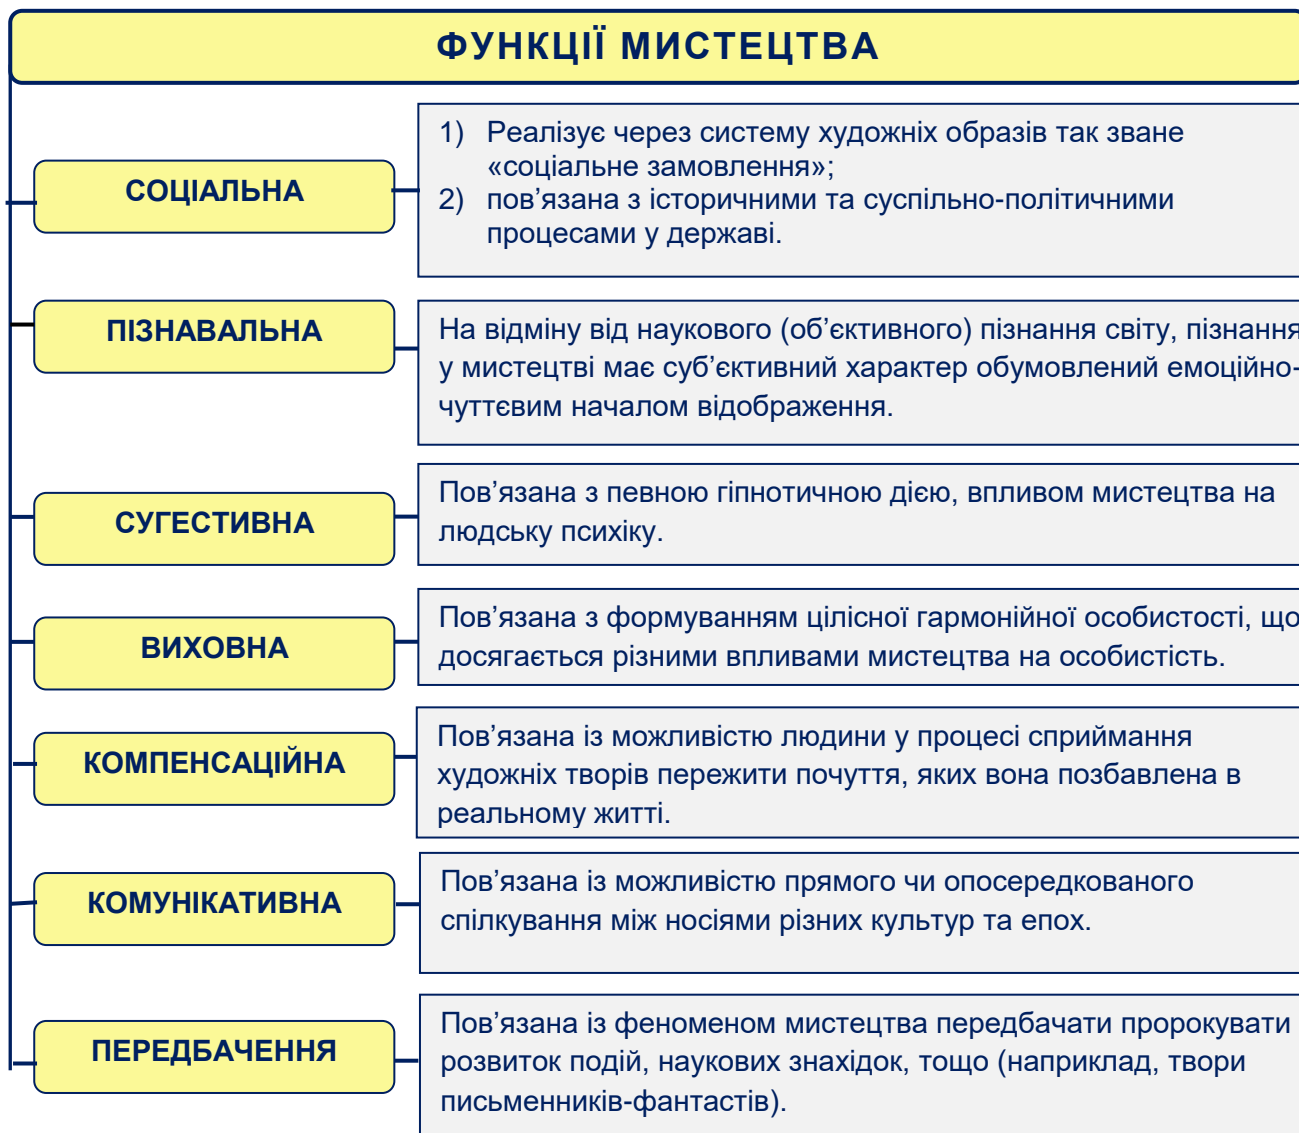 ФУНКЦІЇ МИСТЕЦТВА
СОЦІАЛЬНА
1) Реалізує через систему художніх образів так зване
«соціальне замовлення»;
2) пов’язана з історичними та суспільно-політичними
процесами у державі.
ПІЗНАВАЛЬНА
На відміну від наукового (об’єктивного) пізнання світу, пізнання
у мистецтві має суб’єктивний характер обумовлений емоційно-
чуттєвим началом відображення.
СУГЕСТИВНА
Пов’язана з певною гіпнотичною дією, впливом мистецтва на
людську психіку.
ВИХОВНА
Пов’язана з формуванням цілісної гармонійної особистості, що
досягається різними впливами мистецтва на особистість.
КОМПЕНСАЦІЙНА
Пов’язана із можливістю людини у процесі сприймання
художніх творів пережити почуття, яких вона позбавлена в
реальному житті.
КОМУНІКАТИВНА
Пов’язана із можливістю прямого чи опосередкованого
спілкування між носіями різних культур та епох.
ПЕРЕДБАЧЕННЯ
Пов’язана із феноменом мистецтва передбачати пророкувати
розвиток подій, наукових знахідок, тощо (наприклад, твори
письменників-фантастів).